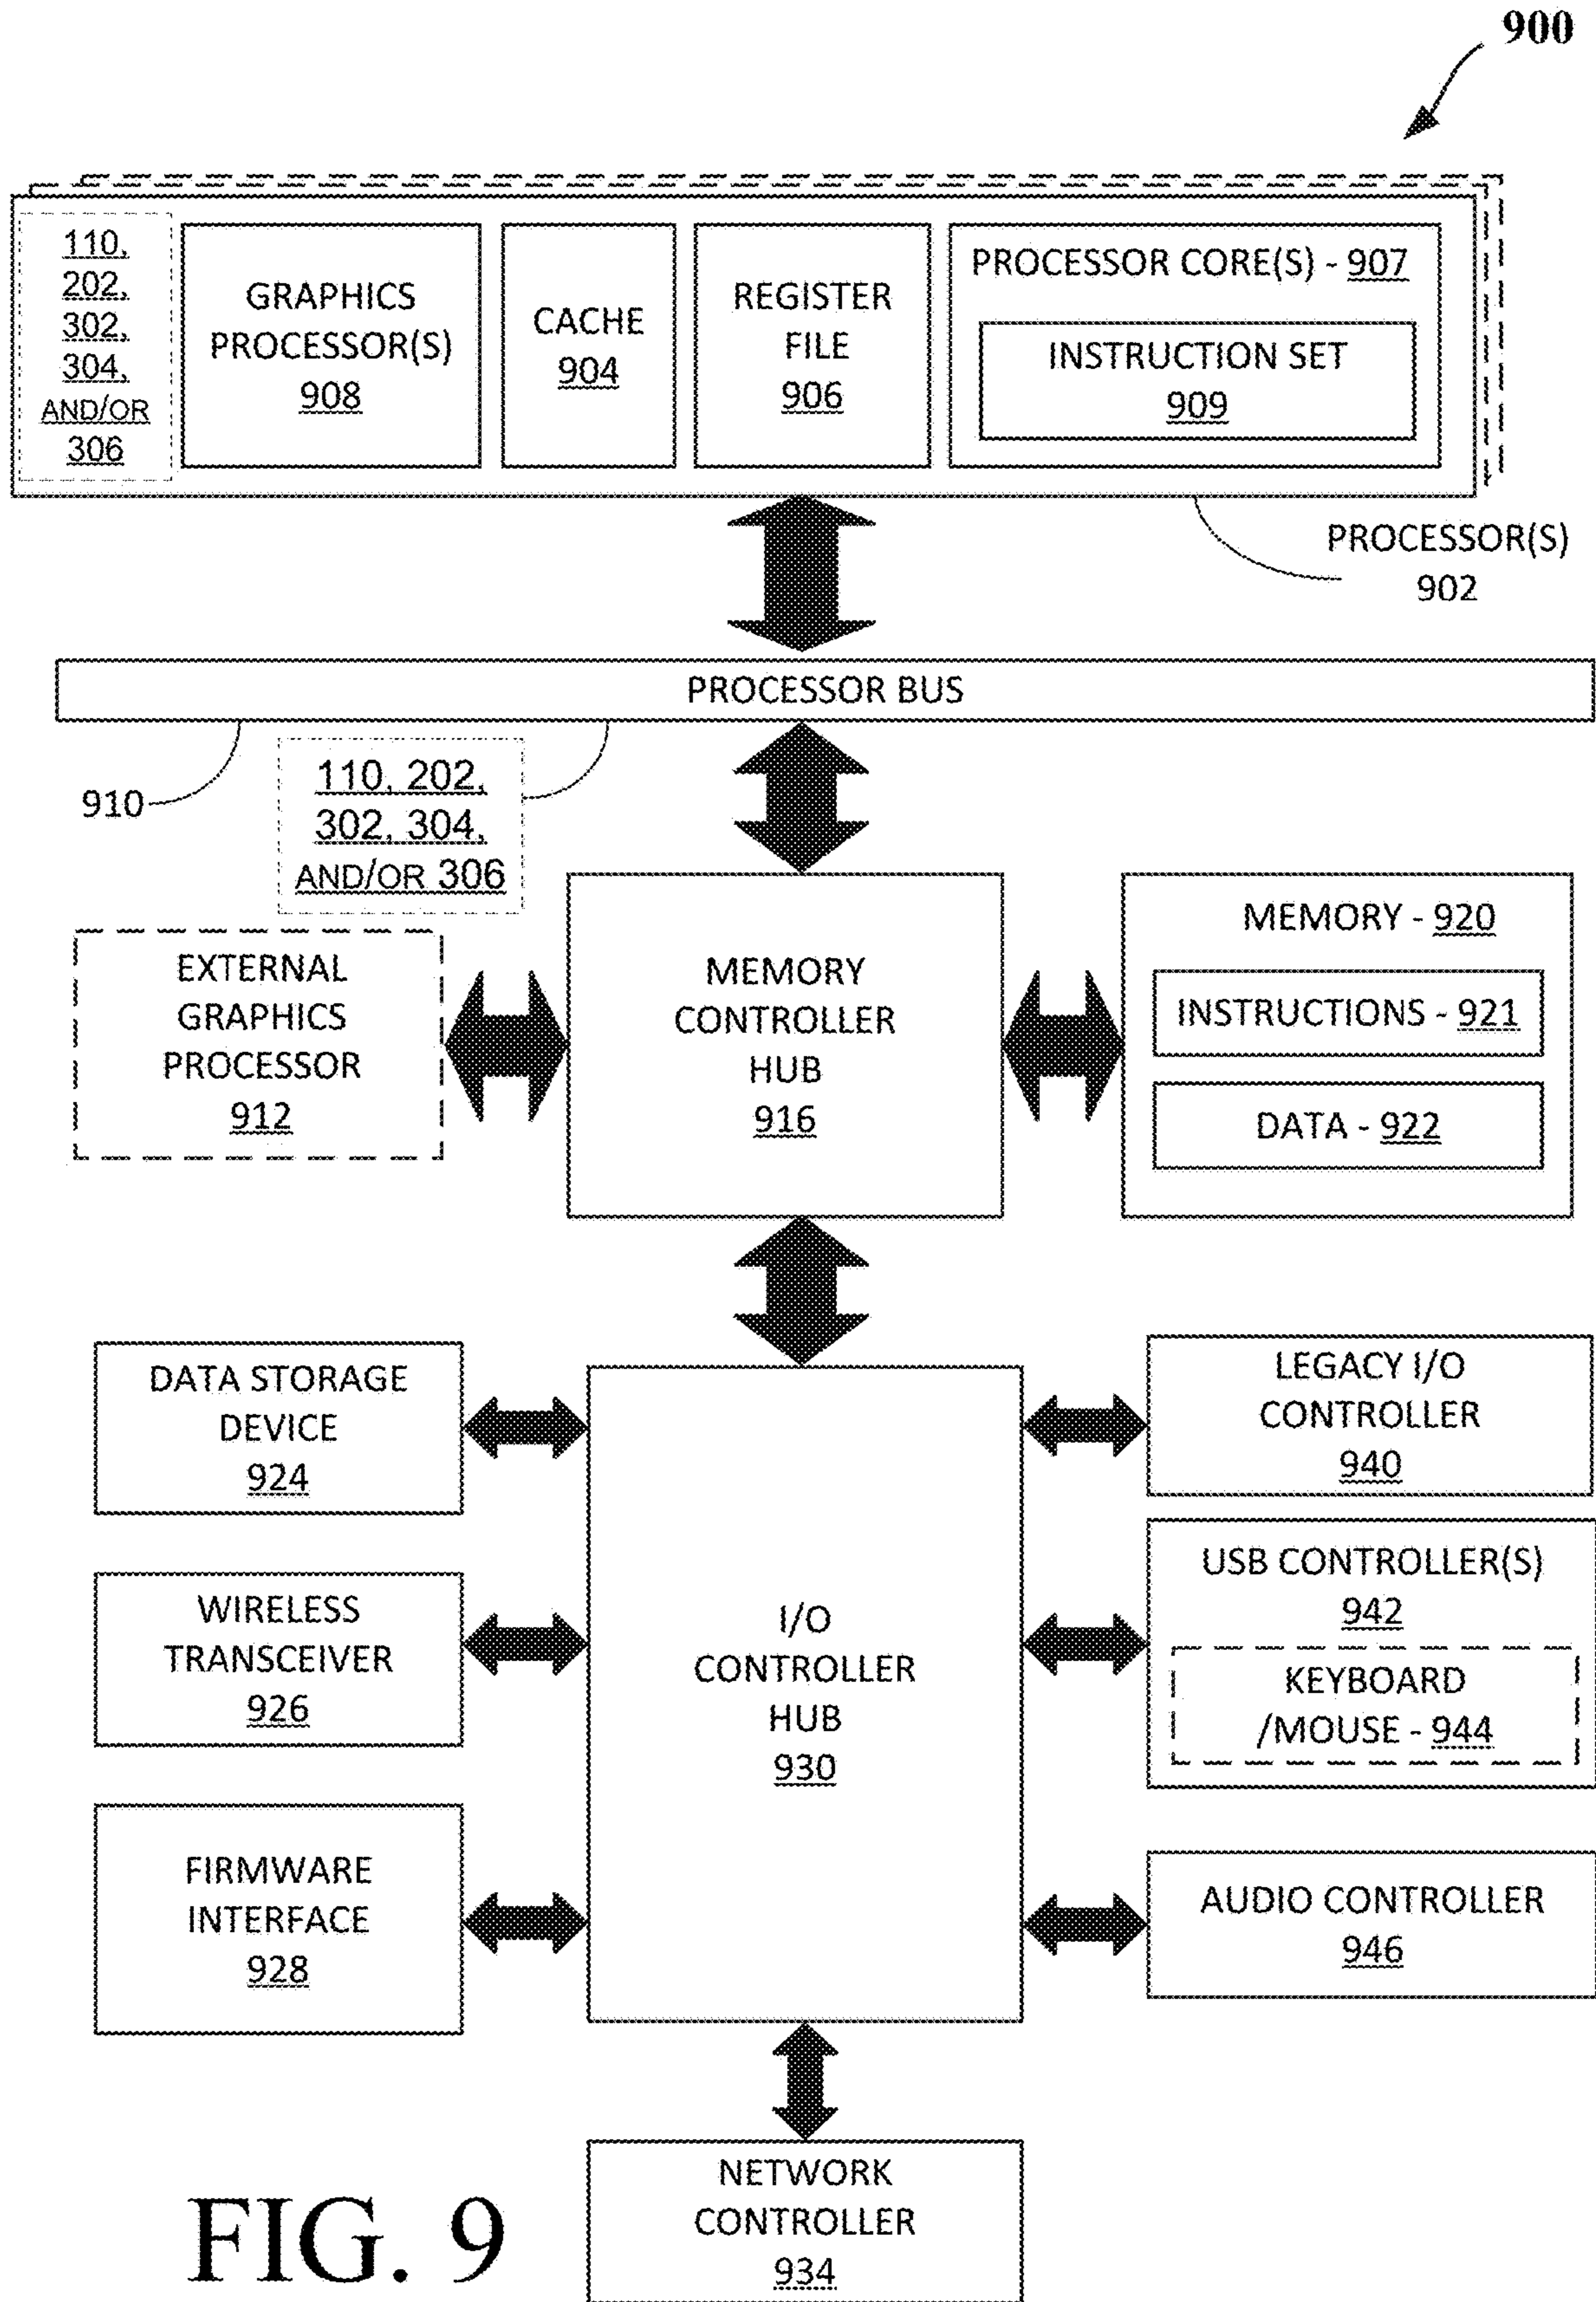 900
110,
202,
302,
304,
AND/OR
306
GRAPHICS
PROCESSOR(S)
908
CACHE
904
REGISTER
FILE
906
PROCESSOR CORE(S) - 907
INSTRUCTION SET
909
PROCESSOR(S)
902
PROCESSOR BUS
910
110, 202,
302, 304,
AND/OR 306
EXTERNAL
GRAPHICS
PROCESSOR
912
MEMORY
CONTROLLER
HUB
916
MEMORY - 920
INSTRUCTIONS - 921
DATA - 922
DATA STORAGE
DEVICE
924
WIRELESS
TRANSCEIVER
926
FIRMWARE
INTERFACE
928
I/O
CONTROLLER
HUB
930
LEGACY I/O
CONTROLLER
940
USB CONTROLLER(S)
942
KEYBOARD
/MOUSE - 944
AUDIO CONTROLLER
946
NETWORK
CONTROLLER
934
FIG. 9